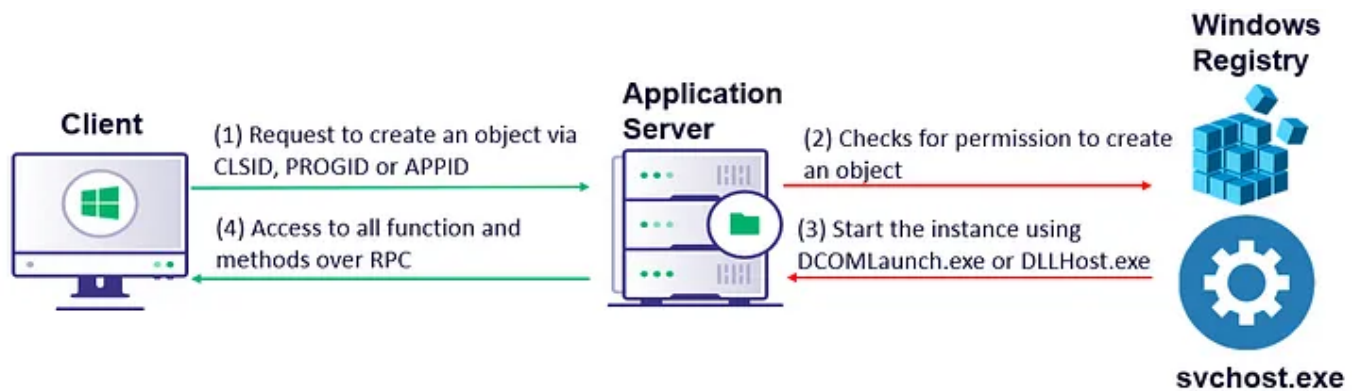 Windows
Registry
Client
Application
Server
(1) Request to create an object via
CLSID, PROGID or APPID
(2) Checks for permission to create
an object
(4) Access to all function and
methods over RPC
(3) Start the instance using
DCOMLaunch.exe or DLLHost.exe
svchost.exe